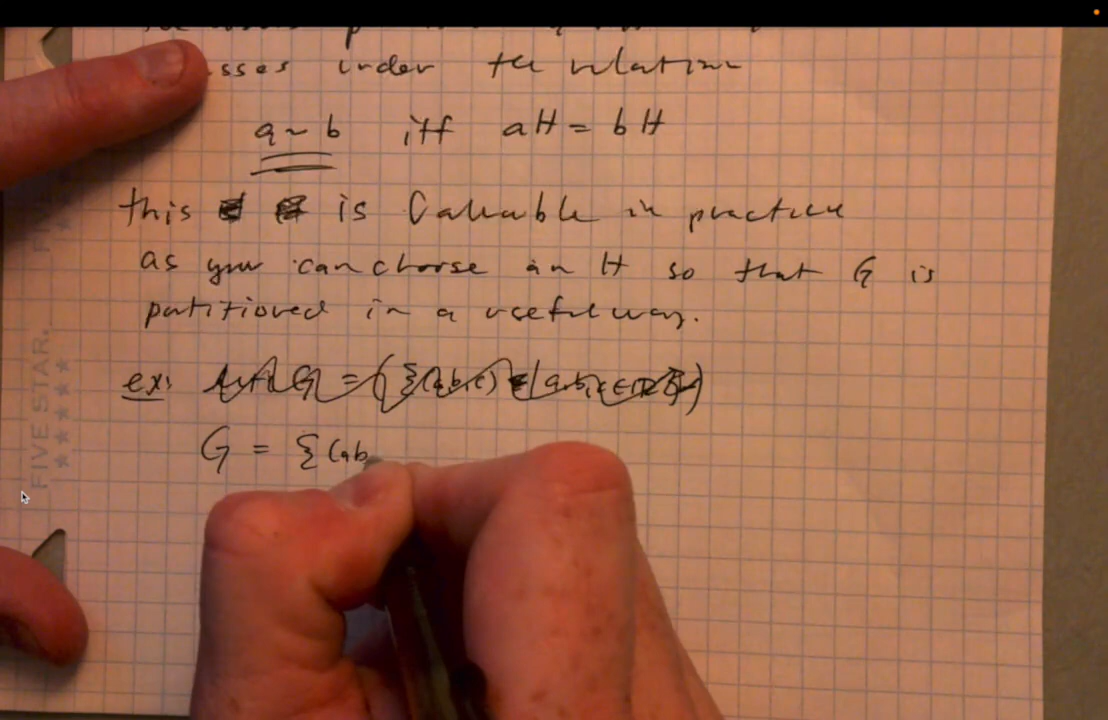 sses under the relation
a ~ b iff aH = bH
this is Valuable in practice
as you can choose an H so that G is
partitioned in a useful way.
ex:
G = {(ab,
FIVE STAR.